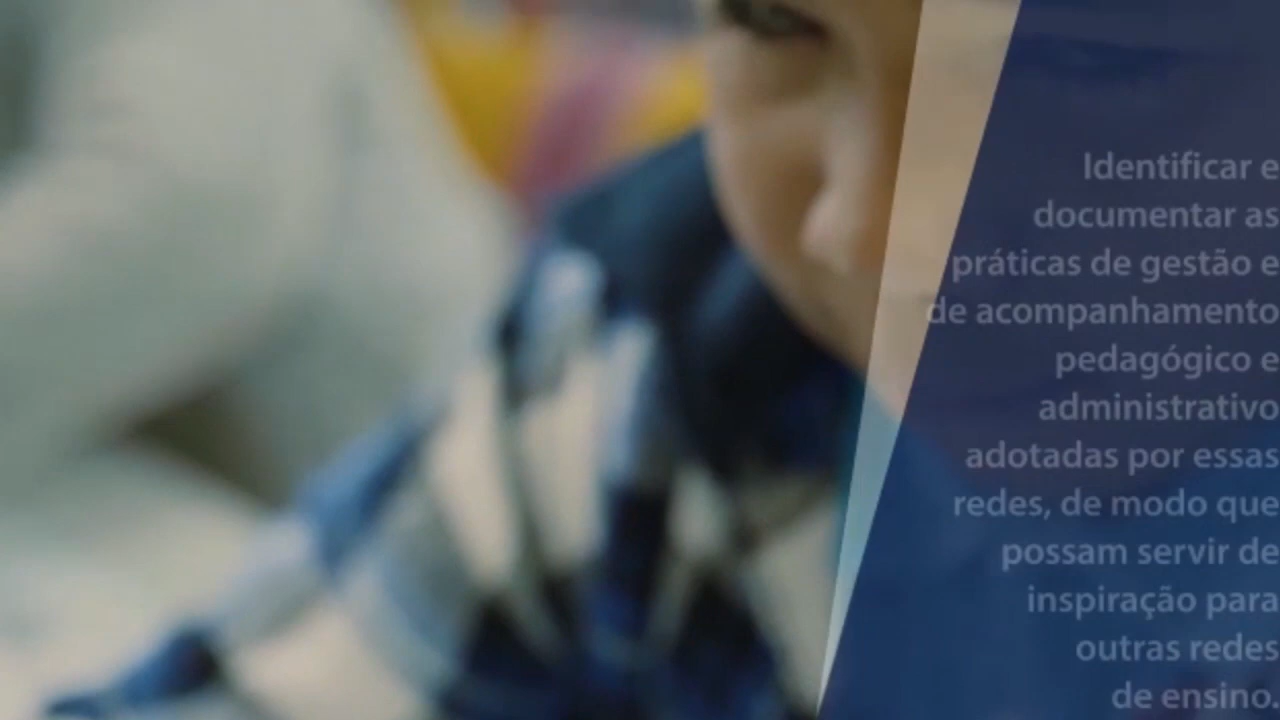 Identificar e
documentar as
práticas de gestão e
de acompanhamento
pedagógico e
administrativo
adotadas por essas
redes, de modo que
possam servir de
inspiração para
outras redes
de ensino.